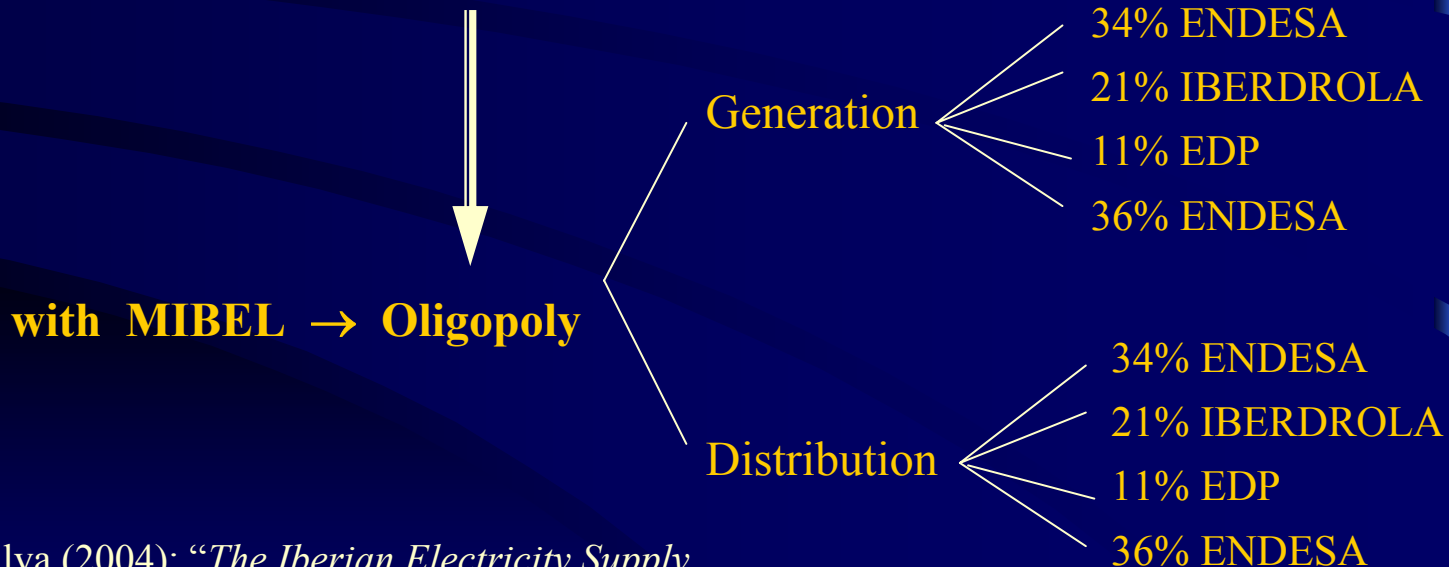 34% ENDESA
21% IBERDROLA
Generation
11% EDP
36% ENDESA
with MIBEL → Oligopoly
34% ENDESA
21% IBERDROLA
Distribution
11% EDP
36% ENDESA
lva (2004): “The Iberian Electricity Supply